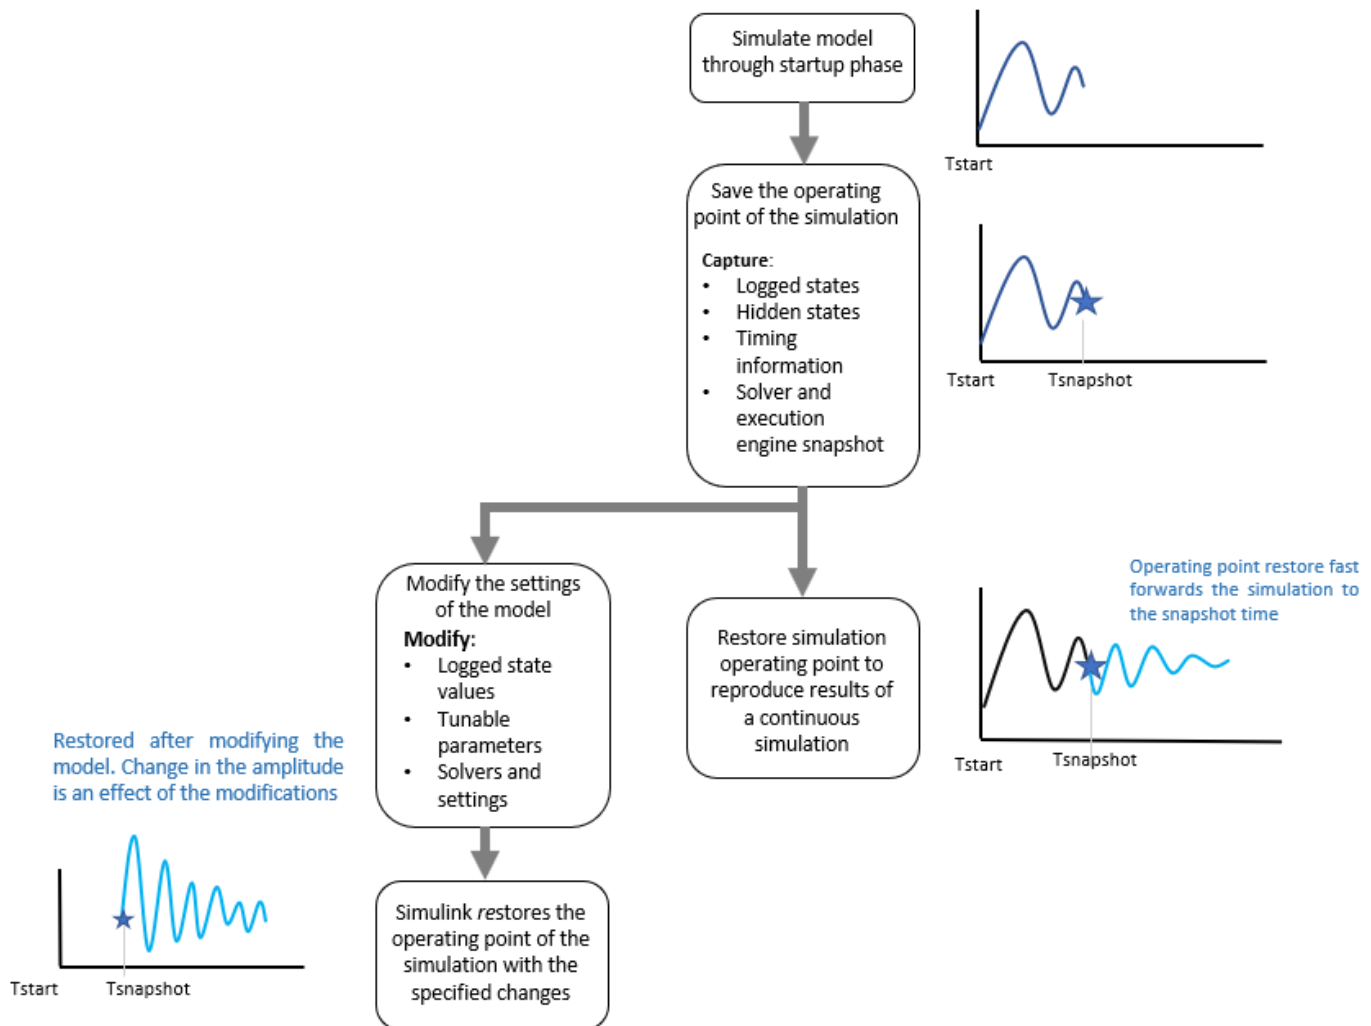 Simulate model
through startup phase
Tstart
Save the operating
point of the simulation
Capture:
• Logged states
• Hidden states
• Timing
information
• Solver and
execution
engine snapshot
Tstart
Tsnapshot
Modify the settings
of the model
Modify:
• Logged state
values
• Tunable
parameters
• Solvers and
settings
Restore simulation
operating point to
reproduce results of
a continuous
simulation
Operating point restore fast
forwards the simulation to
the snapshot time
Tstart
Tsnapshot
Restored after modifying the
model. Change in the amplitude
is an effect of the modifications
Tstart
Tsnapshot
Simulink restores the
operating point of the
simulation with the
specified changes